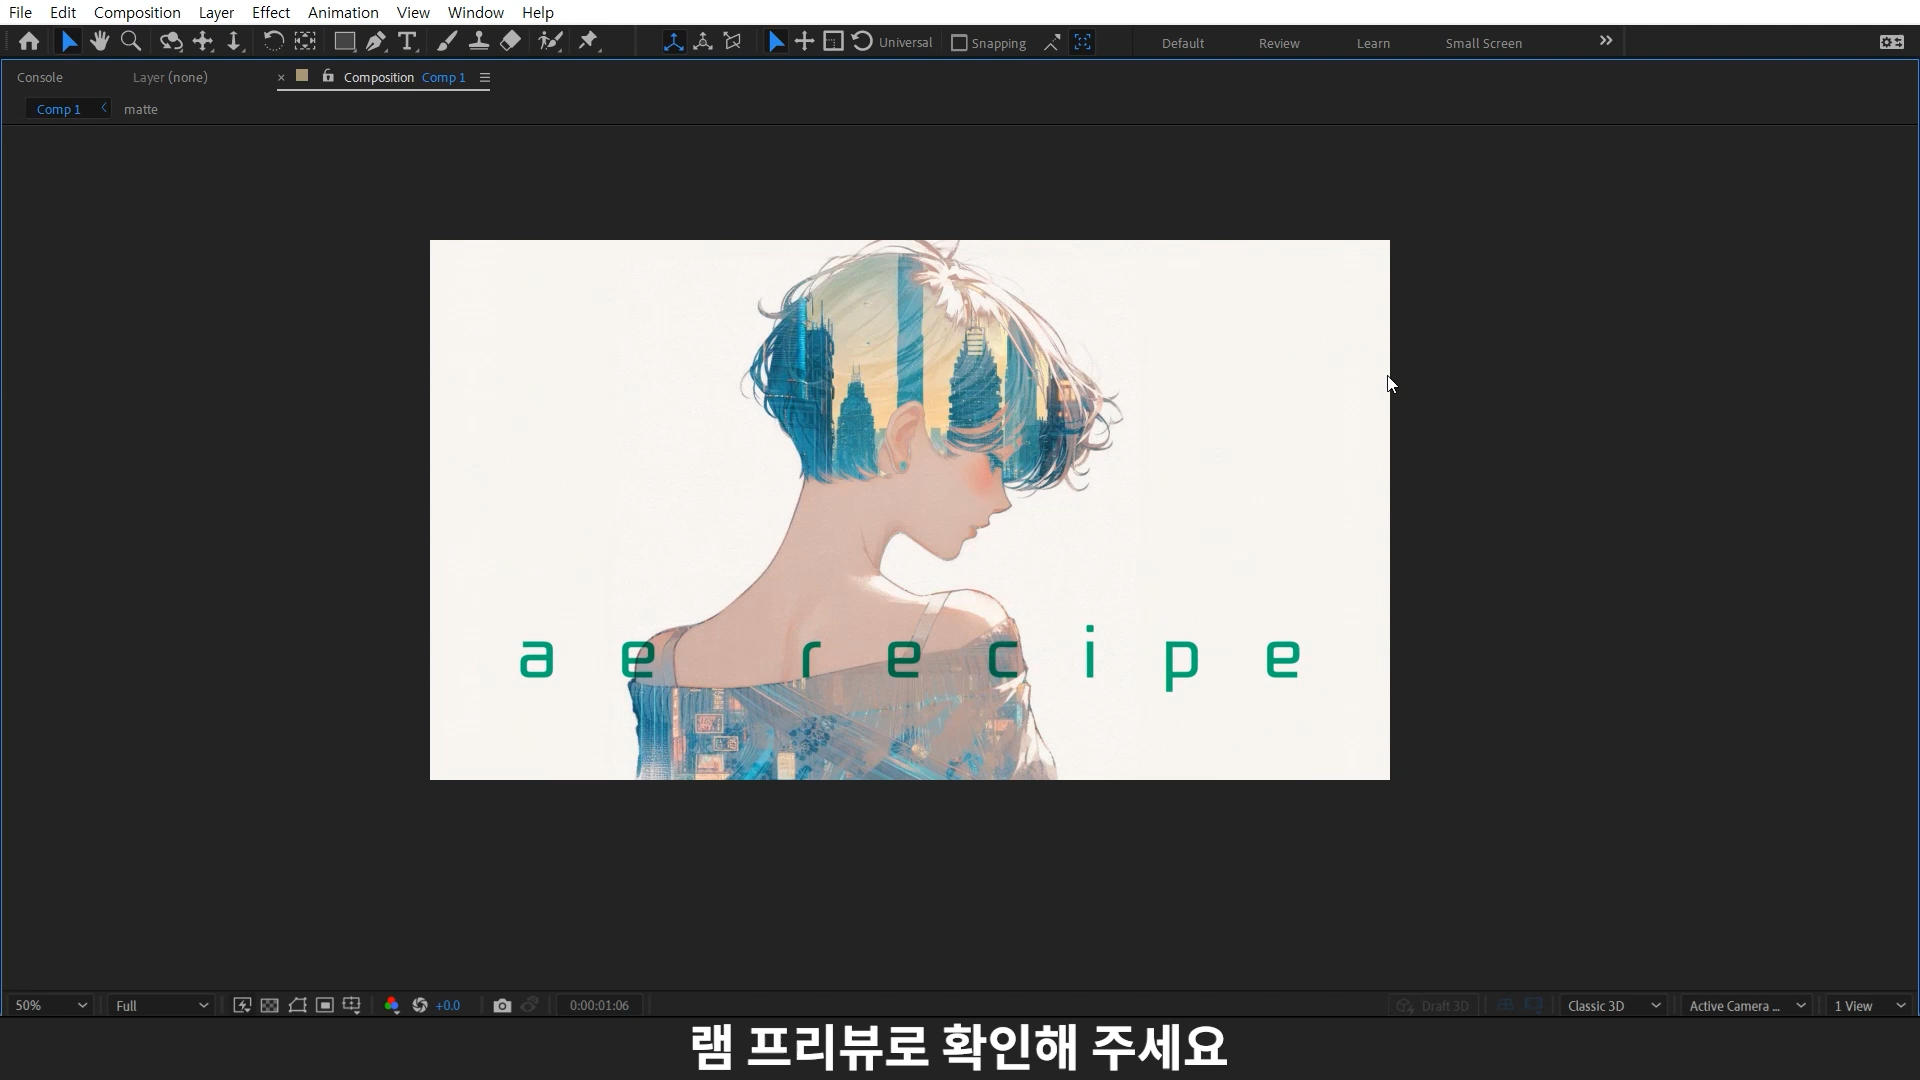 File Edit Composition Layer Effect Animation View Window Help
Universal Snapping Default Review Learn Small Screen
Console Layer (none) Composition Comp 1
Comp 1 matte
ae recipe
50% Full +0.0 0:00:01:06 Draft 3D Classic 3D Active Camera ... 1 View
램 프리뷰로 확인해 주세요